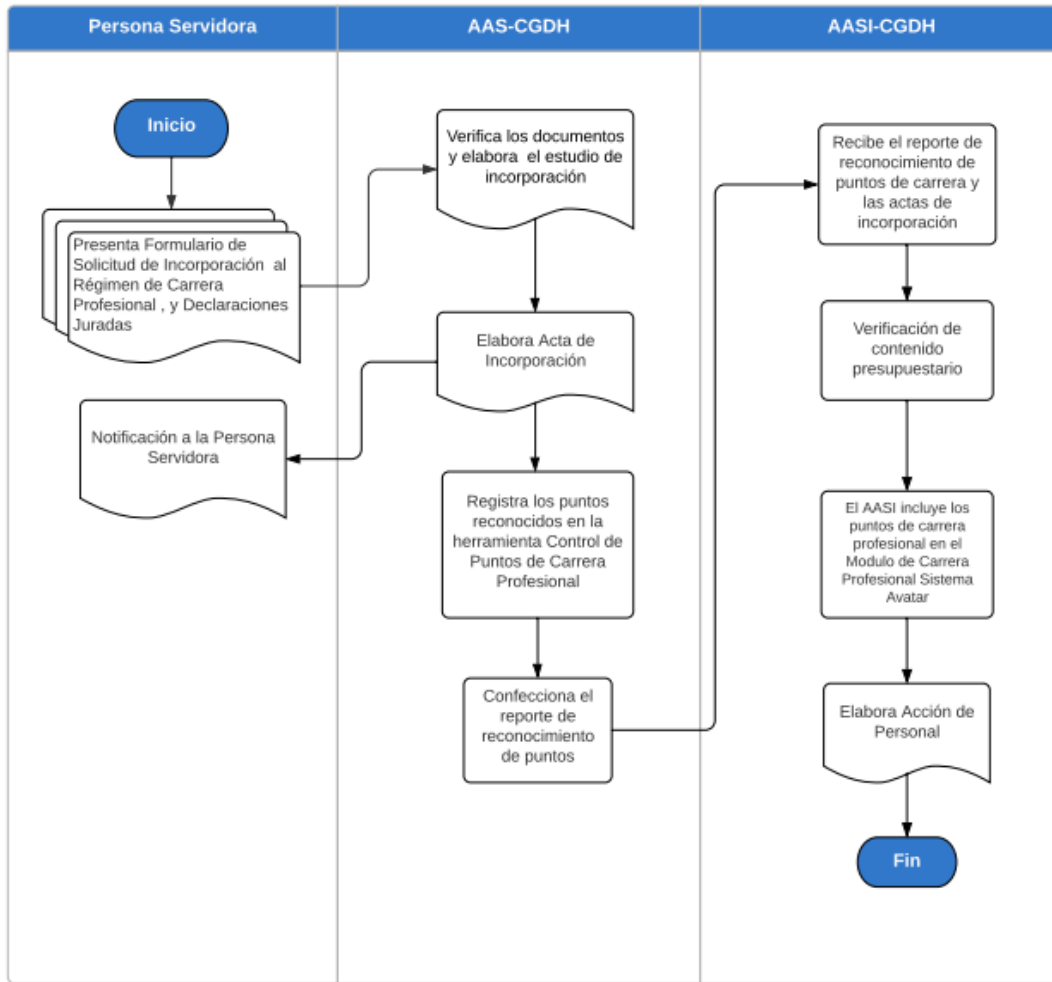 Persona Servidora
AAS-CGDH
AASI-CGDH
Inicio
Presenta Formulario de
Solicitud de Incorporación al
Régimen de Carrera
Profesional , y Declaraciones
Juradas
Notificación a la Persona
Servidora
Verifica los documentos
y elabora el estudio de
incorporación
Elabora Acta de
Incorporación
Registra los puntos
reconocidos en la
herramienta Control de
Puntos de Carrera
Profesional
Confecciona el
reporte de
reconocimiento
de puntos
Recibe el reporte de
reconocimiento de
puntos de carrera y
las actas de
incorporación
Verificación de
contenido
presupuestario
El AASI incluye los
puntos de carrera
profesional en el
Modulo de Carrera
Profesional Sistema
Avatar
Elabora Acción de
Personal
Fin